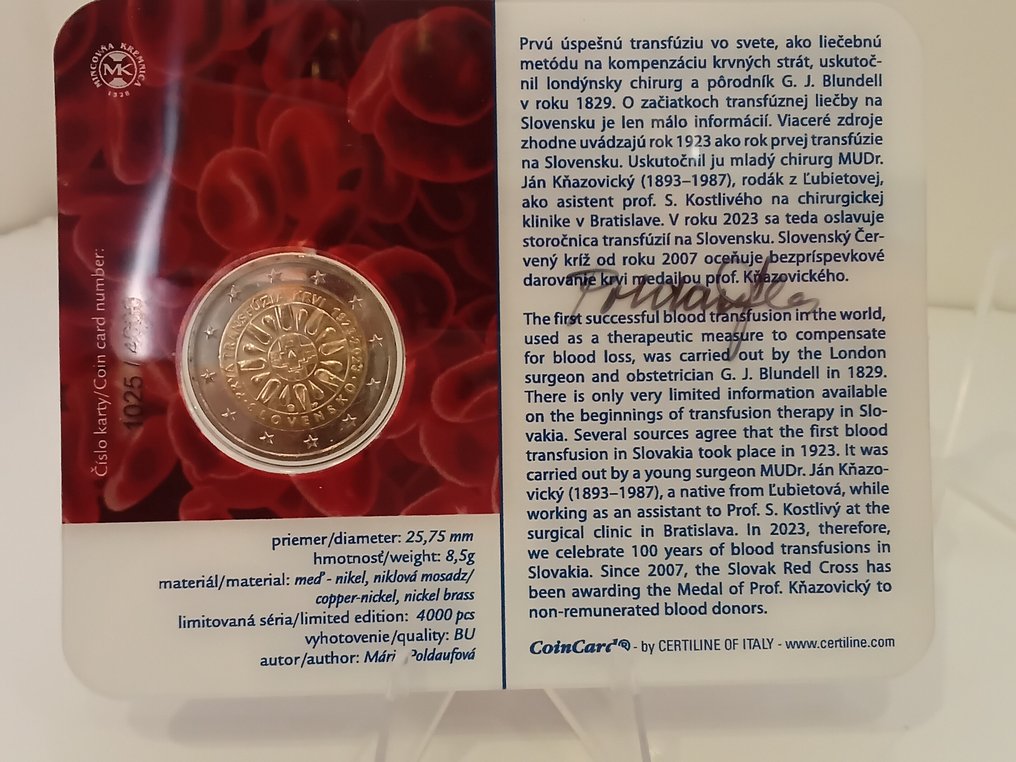 MINCOVŇA KREMNICA
MK
1328
Číslo karty/Coin card number:
1025 /
PRVÁ TRANSFÚZIA KRVI 1923-2023
SLOVENSKO
priemer/diameter: 25,75 mm
hmotnosť/weight: 8,5g
materiál/material: meď - nikel, niklová mosadz/
copper-nickel, nickel brass
limitovaná séria/limited edition: 4000 pcs
vyhotovenie/quality: BU
autor/author: Poldaufová
Prvú úspešnú transfúziu vo svete, ako liečebnú
metódu na kompenzáciu krvných strát, uskutoč-
nil londýnsky chirurg a pôrodník G. J. Blundell
v roku 1829. O začiatkoch transfúznej liečby na
Slovensku je len málo informácií. Viaceré zdroje
zhodne uvádzajú rok 1923 ako rok prvej transfúzie
na Slovensku. Uskutočnil ju mladý chirurg MUDr.
Ján Kňazovický (1893–1987), rodák z Ľubietovej,
ako asistent prof. S. Kostlivého na chirurgickej
klinike v Bratislave. V roku 2023 sa teda oslavuje
storočnica transfúzií na Slovensku. Slovenský Čer-
vený kríž od roku 2007 oceňuje bezpríspevkové
darovanie krvi medailou prof. Kňazovického.
The first successful blood transfusion in the world,
used as a therapeutic measure to compensate
for blood loss, was carried out by the London
surgeon and obstetrician G. J. Blundell in 1829.
There is only very limited information available
on the beginnings of transfusion therapy in Slo-
vakia. Several sources agree that the first blood
transfusion in Slovakia took place in 1923. It was
carried out by a young surgeon MUDr. Ján Kňazo-
vický (1893–1987), a native from Ľubietová, while
working as an assistant to Prof. S. Kostlivý at the
surgical clinic in Bratislava. In 2023, therefore,
we celebrate 100 years of blood transfusions in
Slovakia. Since 2007, the Slovak Red Cross has
been awarding the Medal of Prof. Kňazovický to
non-remunerated blood donors.
CoinCard® - by CERTILINE OF ITALY - www.certiline.com